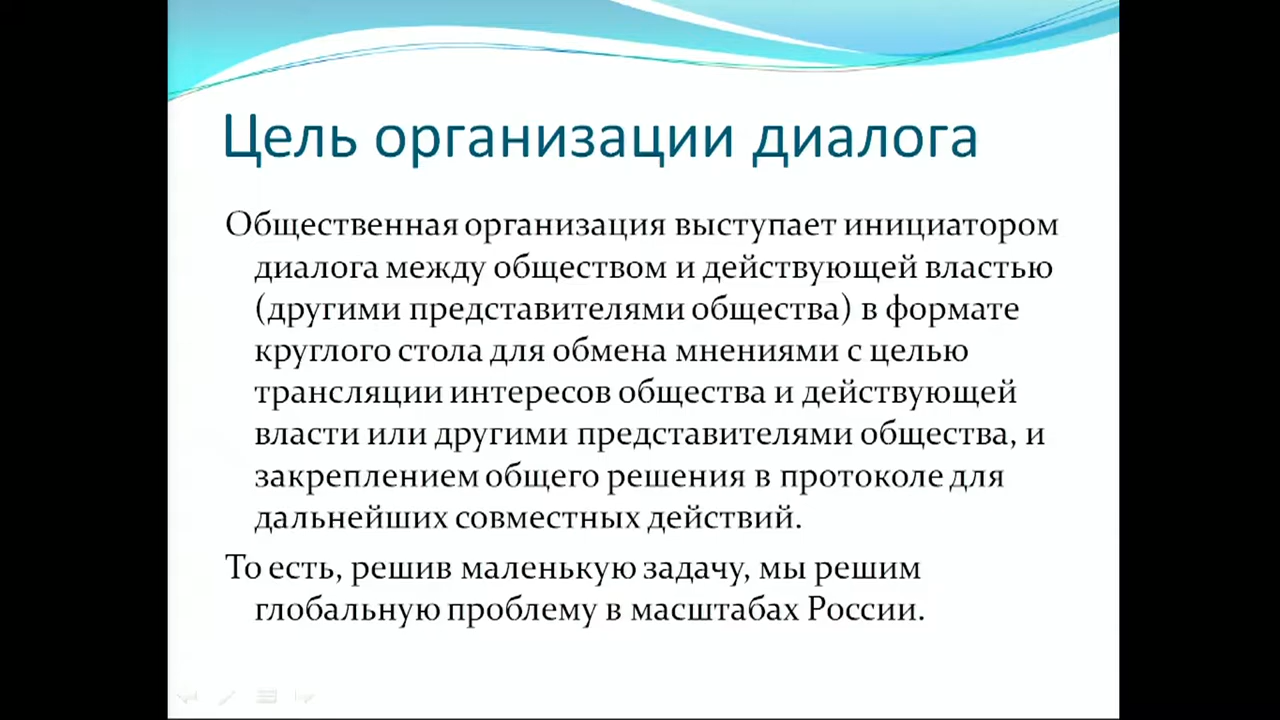 Цель организации диалога
Общественная организация выступает инициатором
диалога между обществом и действующей властью
(другими представителями общества) в формате
круглого стола для обмена мнениями с целью
трансляции интересов общества и действующей
власти или другими представителями общества, и
закреплением общего решения в протоколе для
дальнейших совместных действий.
То есть, решив маленькую задачу, мы решим
глобальную проблему в масштабах России.